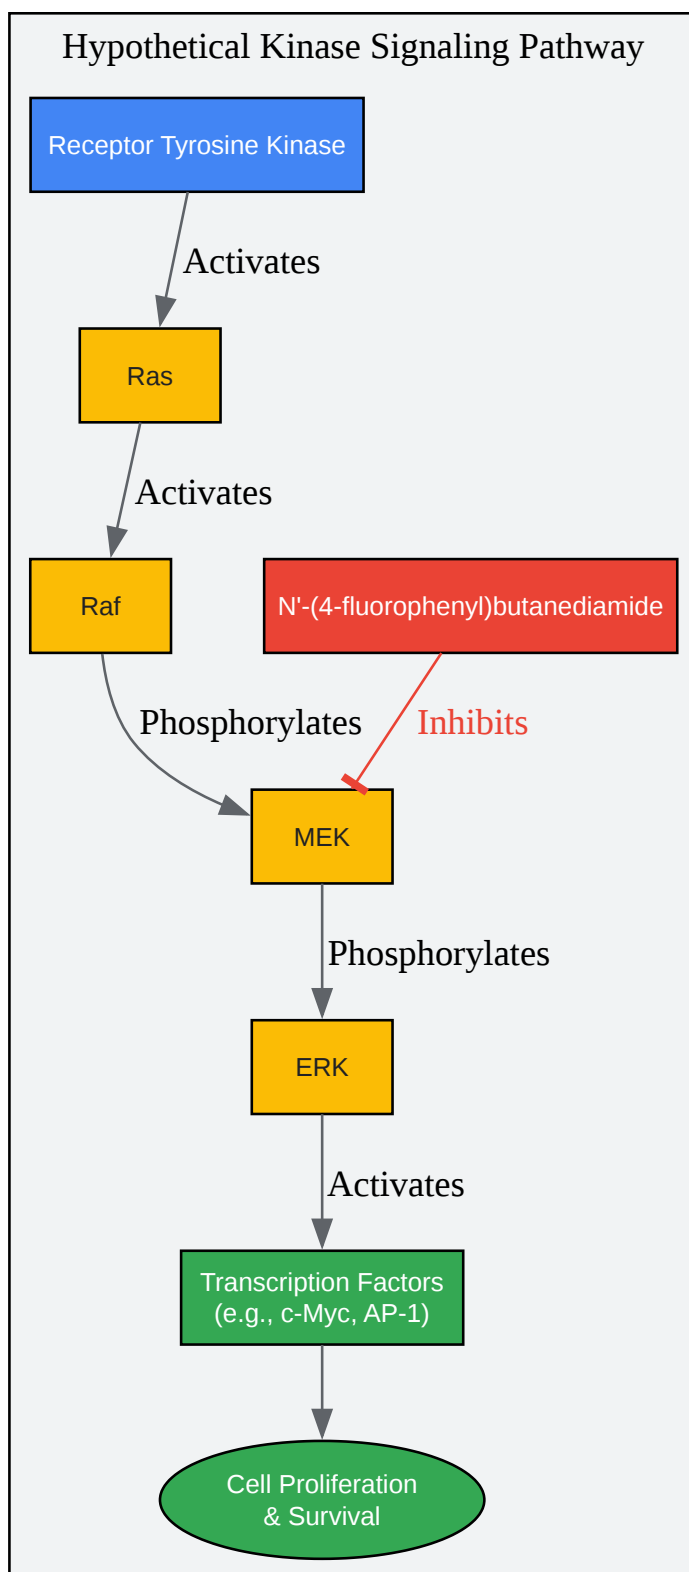 Hypothetical Kinase Signaling Pathway
Receptor Tyrosine Kinase
Activates
Ras
Activates
Raf
N'-(4-fluorophenyl)butanediamide
Phosphorylates
Inhibits
MEK
Phosphorylates
ERK
Activates
Transcription Factors
(e.g., c-Myc, AP-1)
Cell Proliferation
& Survival